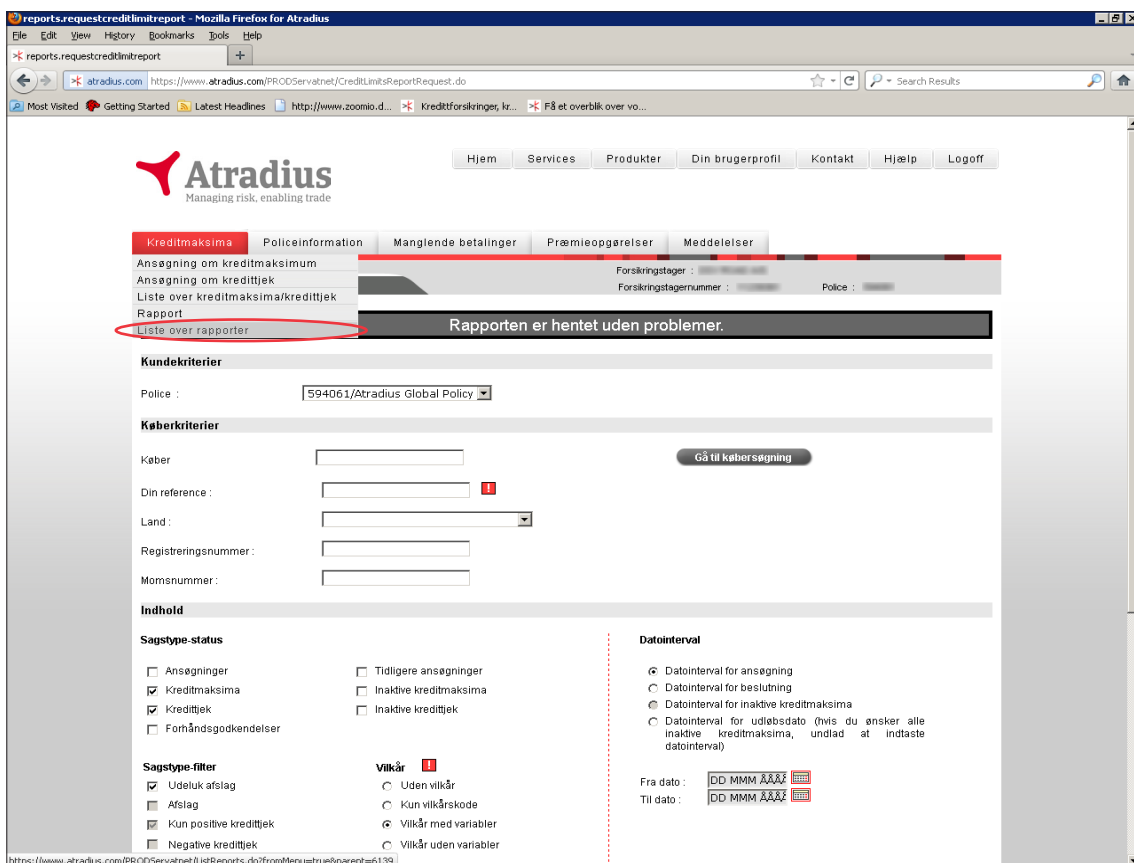 reports.requestcreditlimitreport - Mozilla Firefox for Atradius
File Edit View History Bookmarks Tools Help
reports.requestcreditlimitreport +
atradius.com https://www.atradius.com/PRODServatnet/CreditLimitsReportRequest.do Search Results
Most Visited Getting Started Latest Headlines http://www.zoomio.d... Kredittforsikringer, kr... Få et overblik over vo...
Hjem Services Produkter Din brugerprofil Kontakt Hjælp Logoff
Atradius
Managing risk, enabling trade
Kreditmaksima Policeinformation Manglende betalinger Præmieopgørelser Meddelelser
Ansøgning om kreditmaksimum
Forsikringstager :
Ansøgning om kredittjek
Forsikringstagernummer : Police :
Liste over kreditmaksima/kredittjek
Rapport
Liste over rapporter
Rapporten er hentet uden problemer.
Kundekriterier
Police : 594061/Atradius Global Policy
Køberkriterier
Køber Gå til købersøgning
Din reference : !
Land :
Registreringsnummer :
Momsnummer :
Indhold
Sagstype-status
Ansøgninger Tidligere ansøgninger
Kreditmaksima Inaktive kreditmaksima
Kredittjek Inaktive kredittjek
Forhåndsgodkendelser
Datointerval
Datointerval for ansøgning
Datointerval for beslutning
Datointerval for inaktive kreditmaksima
Datointerval for udløbsdato (hvis du ønsker alle
inaktive kreditmaksima, undlad at indtaste
datointerval)
Sagstype-filter Vilkår !
Udeluk afslag Uden vilkår
Afslag Kun vilkårskode
Kun positive kredittjek Vilkår med variabler
Negative kredittjek Vilkår uden variabler
Fra dato : DD MMM ÅÅÅÅ
Til dato : DD MMM ÅÅÅÅ
https://www.atradius.com/PRODServatnet/ListReports.do?fromMenu=true&parent=6139